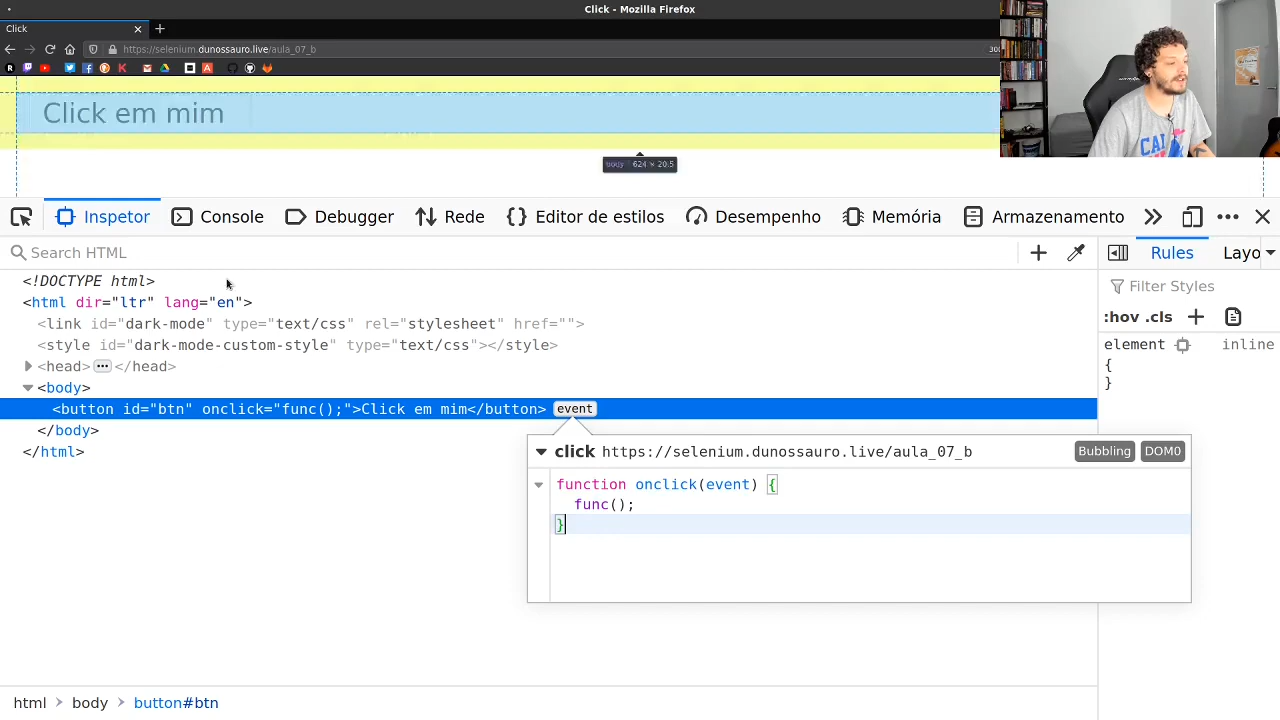 Click - Mozilla Firefox
Click
https://selenium.dunossauro.live/aula_07_b
Click em mim
body 624 × 20.5
Inspetor Console Debugger Rede Editor de estilos Desempenho Memória Armazenamento
Search HTML
Rules Layo
<!DOCTYPE html>
Filter Styles
<html dir="ltr" lang="en">
:hov .cls
<link id="dark-mode" type="text/css" rel="stylesheet" href="">
<style id="dark-mode-custom-style" type="text/css"></style>
element inline
{
}
<head> ••• </head>
<body>
<button id="btn" onclick="func();">Click em mim</button> event
</body>
</html>
click https://selenium.dunossauro.live/aula_07_b Bubbling DOM0
function onclick(event) {
func();
}
html body button#btn